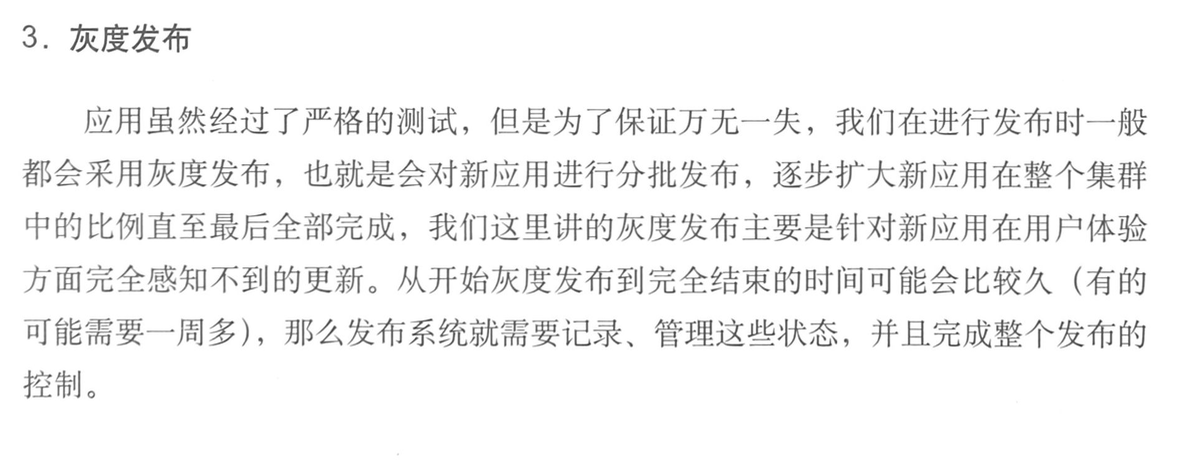 3. 灰度发布
应用虽然经过了严格的测试，但是为了保证万无一失，我们在进行发布时一般
都会采用灰度发布，也就是会对新应用进行分批发布，逐步扩大新应用在整个集群
中的比例直至最后全部完成，我们这里讲的灰度发布主要是针对新应用在用户体验
方面完全感知不到的更新。从开始灰度发布到完全结束的时间可能会比较久（有的
可能需要一周多），那么发布系统就需要记录、管理这些状态，并且完成整个发布的
控制。